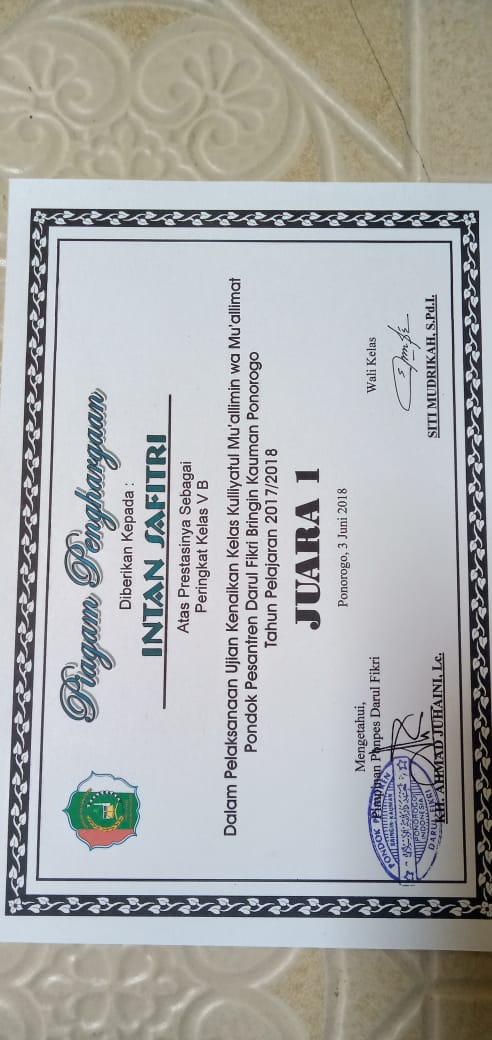 Piagam Penghargaan
Diberikan Kepada :
INTAN SAFITRI
Atas Prestasinya Sebagai
Peringkat Kelas V B
Dalam Pelaksanaan Ujian Kenaikan Kelas Kulliyatul Mu'allimin wa Mu'allimat
Pondok Pesantren Darul Fikri Bringin Kauman Ponorogo
Tahun Pelajaran 2017/2018
JUARA 1
Ponorogo, 3 Juni 2018
Mengetahui,
Pimpinan Ponpes Darul Fikri
KH. AHMAD JUHAINI, Lc.
Wali Kelas
SITI MUDRIKAH, S.Pd.I.
PONDOK
PONOROGO
INDONESIA
DARUL FIKRI